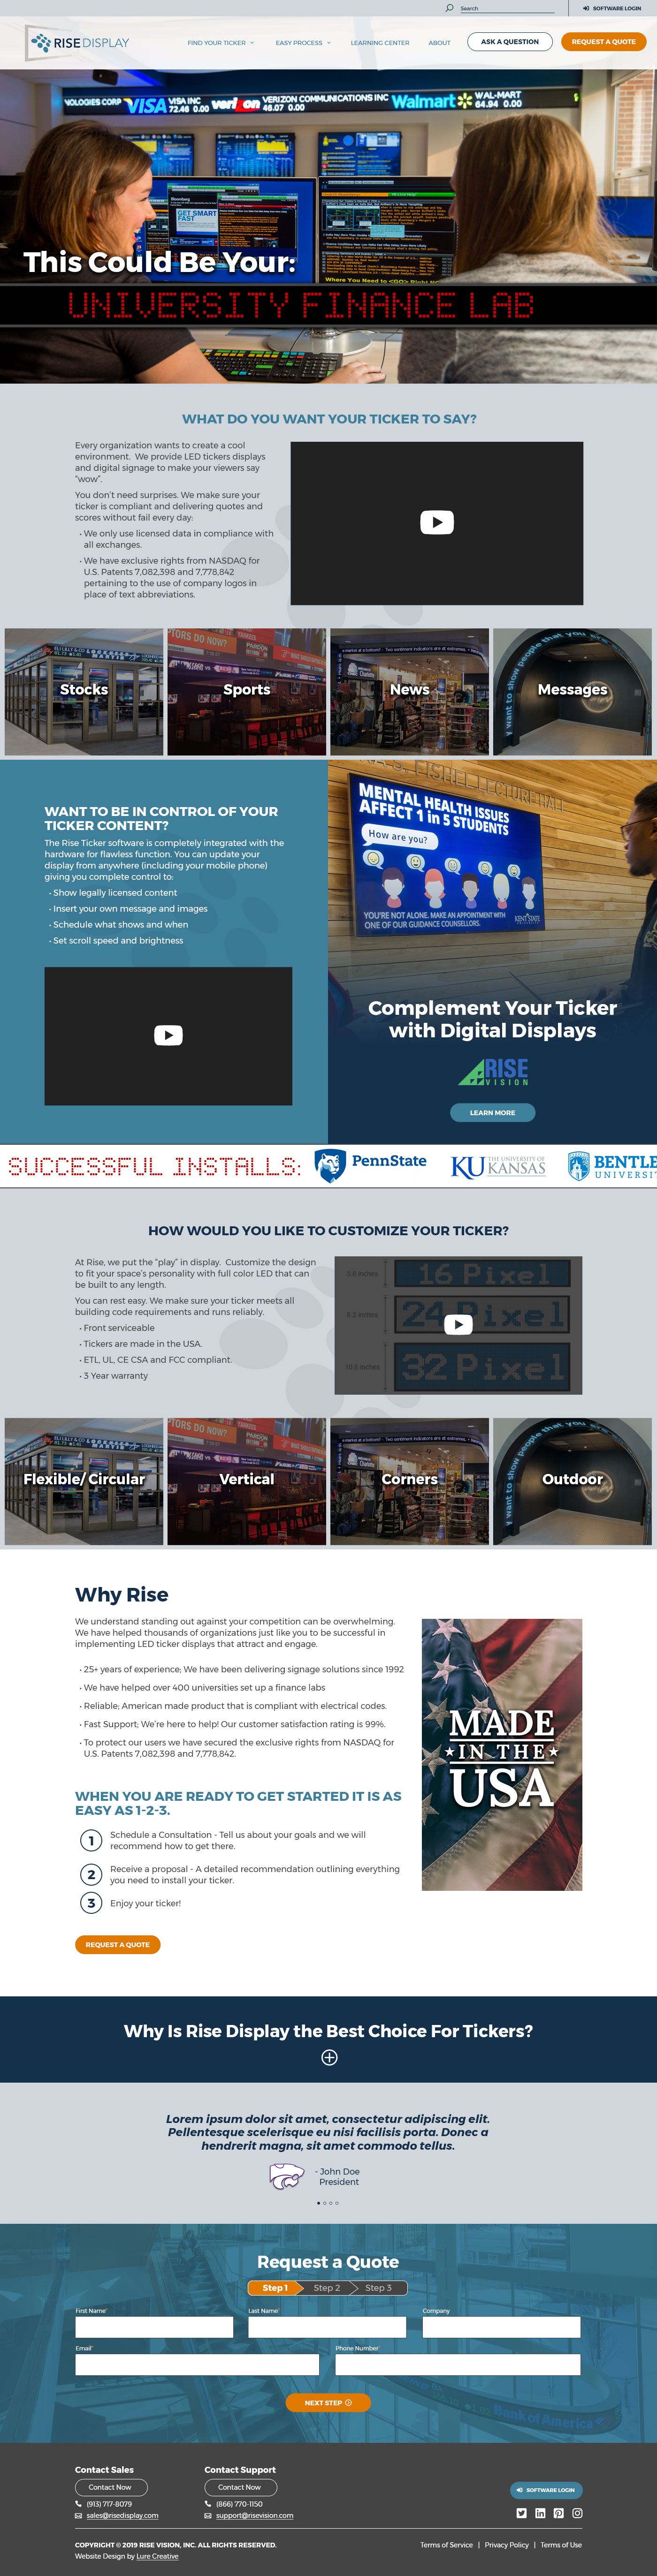 Search
SOFTWARE LOGIN
RISEDISPLAY
FIND YOUR TICKER
EASY PROCESS
LEARNING CENTER
ABOUT
ASK A QUESTION
REQUEST A QUOTE
NOLOGIES CORP VISA VISA INC 72.46 0.00 verizon VERIZON COMMUNICATIONS INC 46.07 0.00 Walmart WAL-MART 64.94 0.00
Bloomberg
GET SMART
FAST
This Could Be Your:
UNIVERSITY FINANCE LAB
WHAT DO YOU WANT YOUR TICKER TO SAY?
Every organization wants to create a cool
environment. We provide LED tickers displays
and digital signage to make your viewers say
“wow”.
You don’t need surprises. We make sure your
ticker is compliant and delivering quotes and
scores without fail every day:
• We only use licensed data in compliance with
all exchanges.
• We have exclusive rights from NASDAQ for
U.S. Patents 7,082,398 and 7,778,842
pertaining to the use of company logos in
place of text abbreviations.
Stocks
Sports
News
Messages
WANT TO BE IN CONTROL OF YOUR
TICKER CONTENT?
The Rise Ticker software is completely integrated with the
hardware for flawless function. You can update your
display from anywhere (including your mobile phone)
giving you complete control to:
• Show legally licensed content
• Insert your own message and images
• Schedule what shows and when
• Set scroll speed and brightness
LECTURE HALL
MENTAL HEALTH ISSUES
AFFECT 1 in 5 STUDENTS
How are you?
YOU'RE NOT ALONE. MAKE AN APPOINTMENT WITH
ONE OF OUR GUIDANCE COUNSELORS.
KENT STATE
Complement Your Ticker
with Digital Displays
RISE
VISION
LEARN MORE
SUCCESSFUL INSTALLS:
PennState
KU THE UNIVERSITY OF
KANSAS
BENTLE
UNIVERSI
HOW WOULD YOU LIKE TO CUSTOMIZE YOUR TICKER?
At Rise, we put the “play” in display. Customize the design
to fit your space’s personality with full color LED that can
be built to any length.
You can rest easy. We make sure your ticker meets all
building code requirements and runs reliably.
• Front serviceable
• Tickers are made in the USA.
• ETL, UL, CE CSA and FCC compliant.
• 3 Year warranty
16 Pixel
24 Pixel
32 Pixel
Flexible/ Circular
Vertical
Corners
Outdoor
Why Rise
We understand standing out against your competition can be overwhelming.
We have helped thousands of organizations just like you to be successful in
implementing LED ticker displays that attract and engage.
• 25+ years of experience; We have been delivering signage solutions since 1992
• We have helped over 400 universities set up a finance labs
• Reliable; American made product that is compliant with electrical codes.
• Fast Support; We’re here to help! Our customer satisfaction rating is 99%.
• To protect our users we have secured the exclusive rights from NASDAQ for
U.S. Patents 7,082,398 and 7,778,842.
MADE
IN THE
USA
WHEN YOU ARE READY TO GET STARTED IT IS AS
EASY AS 1-2-3.
1 Schedule a Consultation - Tell us about your goals and we will
recommend how to get there.
2 Receive a proposal - A detailed recommendation outlining everything
you need to install your ticker.
3 Enjoy your ticker!
REQUEST A QUOTE
Why Is Rise Display the Best Choice For Tickers?
Lorem ipsum dolor sit amet, consectetur adipiscing elit.
Pellentesque scelerisque eu nisi facilisis porta. Donec a
hendrerit magna, sit amet commodo tellus.
- John Doe
President
Request a Quote
Step 1 Step 2 Step 3
First Name*
Last Name*
Company
Email*
Phone Number*
NEXT STEP
Bank of America
Contact Sales
Contact Now
(913) 717-8079
sales@risedisplay.com
Contact Support
Contact Now
(866) 770-1150
support@risevision.com
SOFTWARE LOGIN
COPYRIGHT © 2019 RISE VISION, INC. ALL RIGHTS RESERVED.
Website Design by Lure Creative
Terms of Service | Privacy Policy | Terms of Use